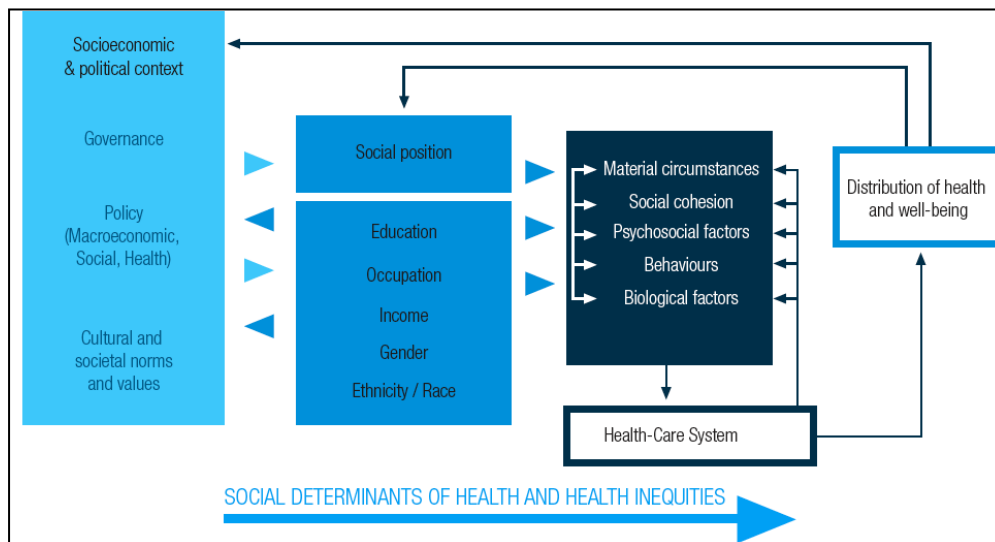 Socioeconomic
& political context
Governance
Policy
(Macroeconomic,
Social, Health)
Cultural and
societal norms
and values
Social position
Education
Occupation
Income
Gender
Ethnicity / Race
Material circumstances
Social cohesion
Psychosocial factors
Behaviours
Biological factors
Health-Care System
Distribution of health
and well-being
SOCIAL DETERMINANTS OF HEALTH AND HEALTH INEQUITIES